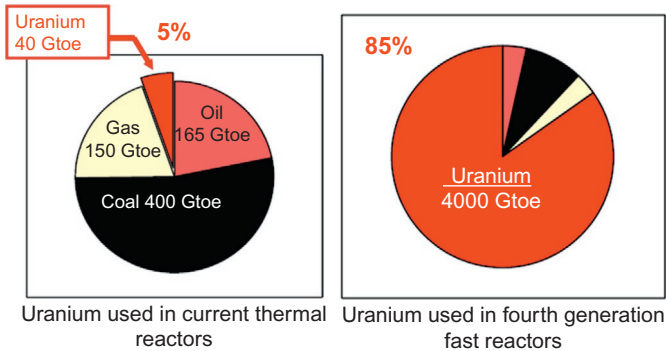 Uranium
40 Gtoe
5%
Gas
150 Gtoe
Oil
165 Gtoe
Coal 400 Gtoe
Uranium used in current thermal
reactors
85%
Uranium
4000 Gtoe
Uranium used in fourth generation
fast reactors